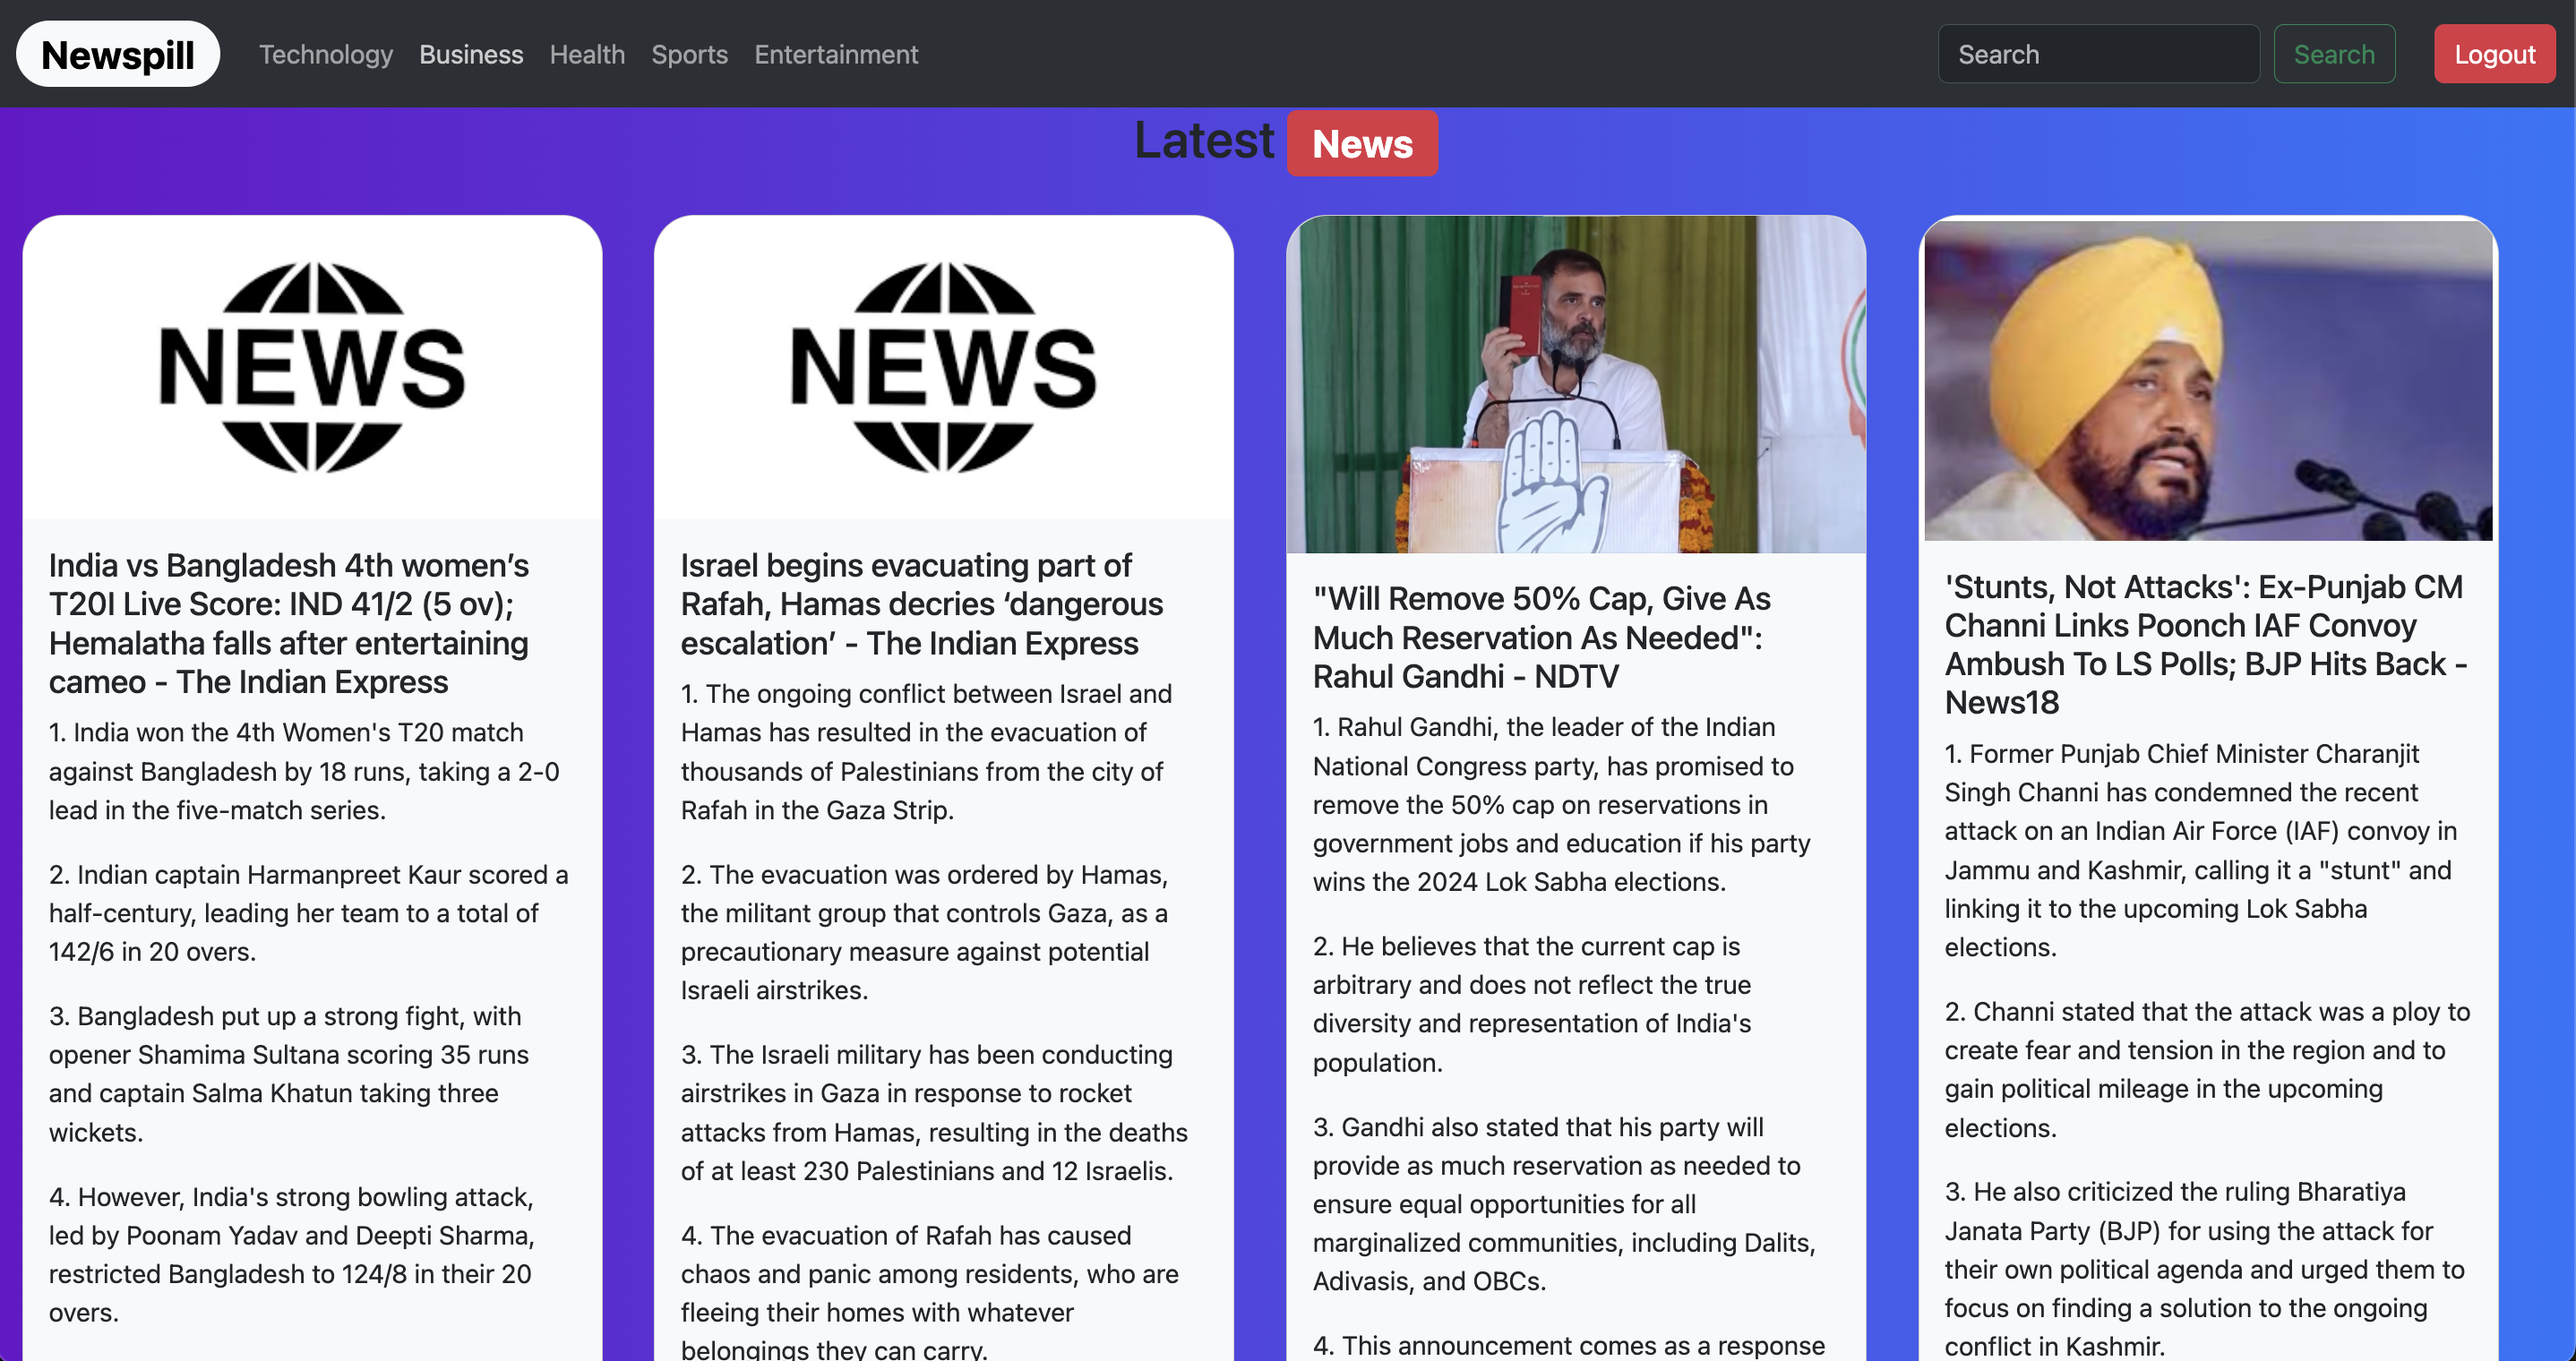 Newspill
Technology Business Health Sports Entertainment
Search
Search
Logout
Latest News
NEWS
India vs Bangladesh 4th women’s
T20I Live Score: IND 41/2 (5 ov);
Hemalatha falls after entertaining
cameo - The Indian Express
1. India won the 4th Women's T20 match
against Bangladesh by 18 runs, taking a 2-0
lead in the five-match series.
2. Indian captain Harmanpreet Kaur scored a
half-century, leading her team to a total of
142/6 in 20 overs.
3. Bangladesh put up a strong fight, with
opener Shamima Sultana scoring 35 runs
and captain Salma Khatun taking three
wickets.
4. However, India's strong bowling attack,
led by Poonam Yadav and Deepti Sharma,
restricted Bangladesh to 124/8 in their 20
overs.
NEWS
Israel begins evacuating part of
Rafah, Hamas decries ‘dangerous
escalation’ - The Indian Express
1. The ongoing conflict between Israel and
Hamas has resulted in the evacuation of
thousands of Palestinians from the city of
Rafah in the Gaza Strip.
2. The evacuation was ordered by Hamas,
the militant group that controls Gaza, as a
precautionary measure against potential
Israeli airstrikes.
3. The Israeli military has been conducting
airstrikes in Gaza in response to rocket
attacks from Hamas, resulting in the deaths
of at least 230 Palestinians and 12 Israelis.
4. The evacuation of Rafah has caused
chaos and panic among residents, who are
fleeing their homes with whatever
belongings they can carry.
"Will Remove 50% Cap, Give As
Much Reservation As Needed":
Rahul Gandhi - NDTV
1. Rahul Gandhi, the leader of the Indian
National Congress party, has promised to
remove the 50% cap on reservations in
government jobs and education if his party
wins the 2024 Lok Sabha elections.
2. He believes that the current cap is
arbitrary and does not reflect the true
diversity and representation of India's
population.
3. Gandhi also stated that his party will
provide as much reservation as needed to
ensure equal opportunities for all
marginalized communities, including Dalits,
Adivasis, and OBCs.
4. This announcement comes as a response
'Stunts, Not Attacks': Ex-Punjab CM
Channi Links Poonch IAF Convoy
Ambush To LS Polls; BJP Hits Back -
News18
1. Former Punjab Chief Minister Charanjit
Singh Channi has condemned the recent
attack on an Indian Air Force (IAF) convoy in
Jammu and Kashmir, calling it a "stunt" and
linking it to the upcoming Lok Sabha
elections.
2. Channi stated that the attack was a ploy to
create fear and tension in the region and to
gain political mileage in the upcoming
elections.
3. He also criticized the ruling Bharatiya
Janata Party (BJP) for using the attack for
their own political agenda and urged them to
focus on finding a solution to the ongoing
conflict in Kashmir.